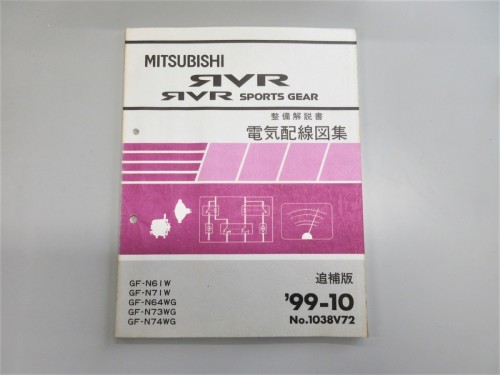 MITSUBISHI
RVR
RVR SPORTS GEAR
整備解説書
電気配線図集
GF-N61W
GF-N71W
GF-N64WG
GF-N73WG
GF-N74WG
追補版
'99-10
No.1038V72